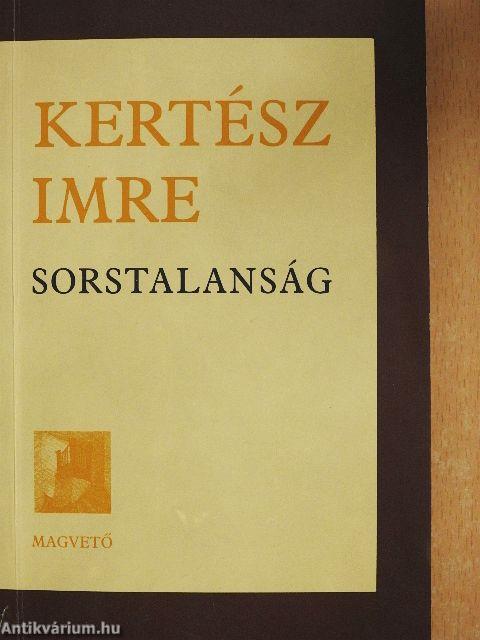 KERTÉSZ
IMRE
SORSTALANSÁG
MAGVETŐ
Antikvárium.hu